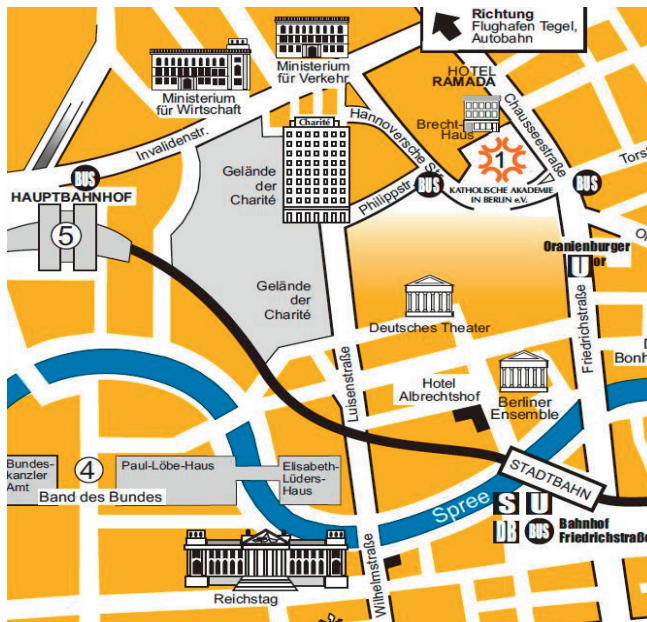 Richtung
Flughafen Tegel,
Autobahn
Ministerium
für Verkehr
Ministerium
für Wirtschaft
HOTEL
RAMADA
Brecht-
Haus
Chausseestraße
Charité
Hannoversche
Invalidenstr.
BUS
HAUPTBAHNHOF
5
Gelände
der
Charité
Philippstr.
BUS
1
KATHOLISCHE AKADEMIE
IN BERLIN e.V.
BUS
Oranienburger
or
U
Gelände
der
Charité
Deutsches Theater
Friedrichstraße
Luisenstraße
Hotel
Albrechtshof
Berliner
Ensemble
Bundes-
kanzler
Amt
4
Band des Bundes
Paul-Löbe-Haus
Elisabeth-
Lüders-
Haus
STADTBAHN
Spree
S U
DB BUS
Bahnhof
Friedrichstraße
Wilhelmstraße
Reichstag